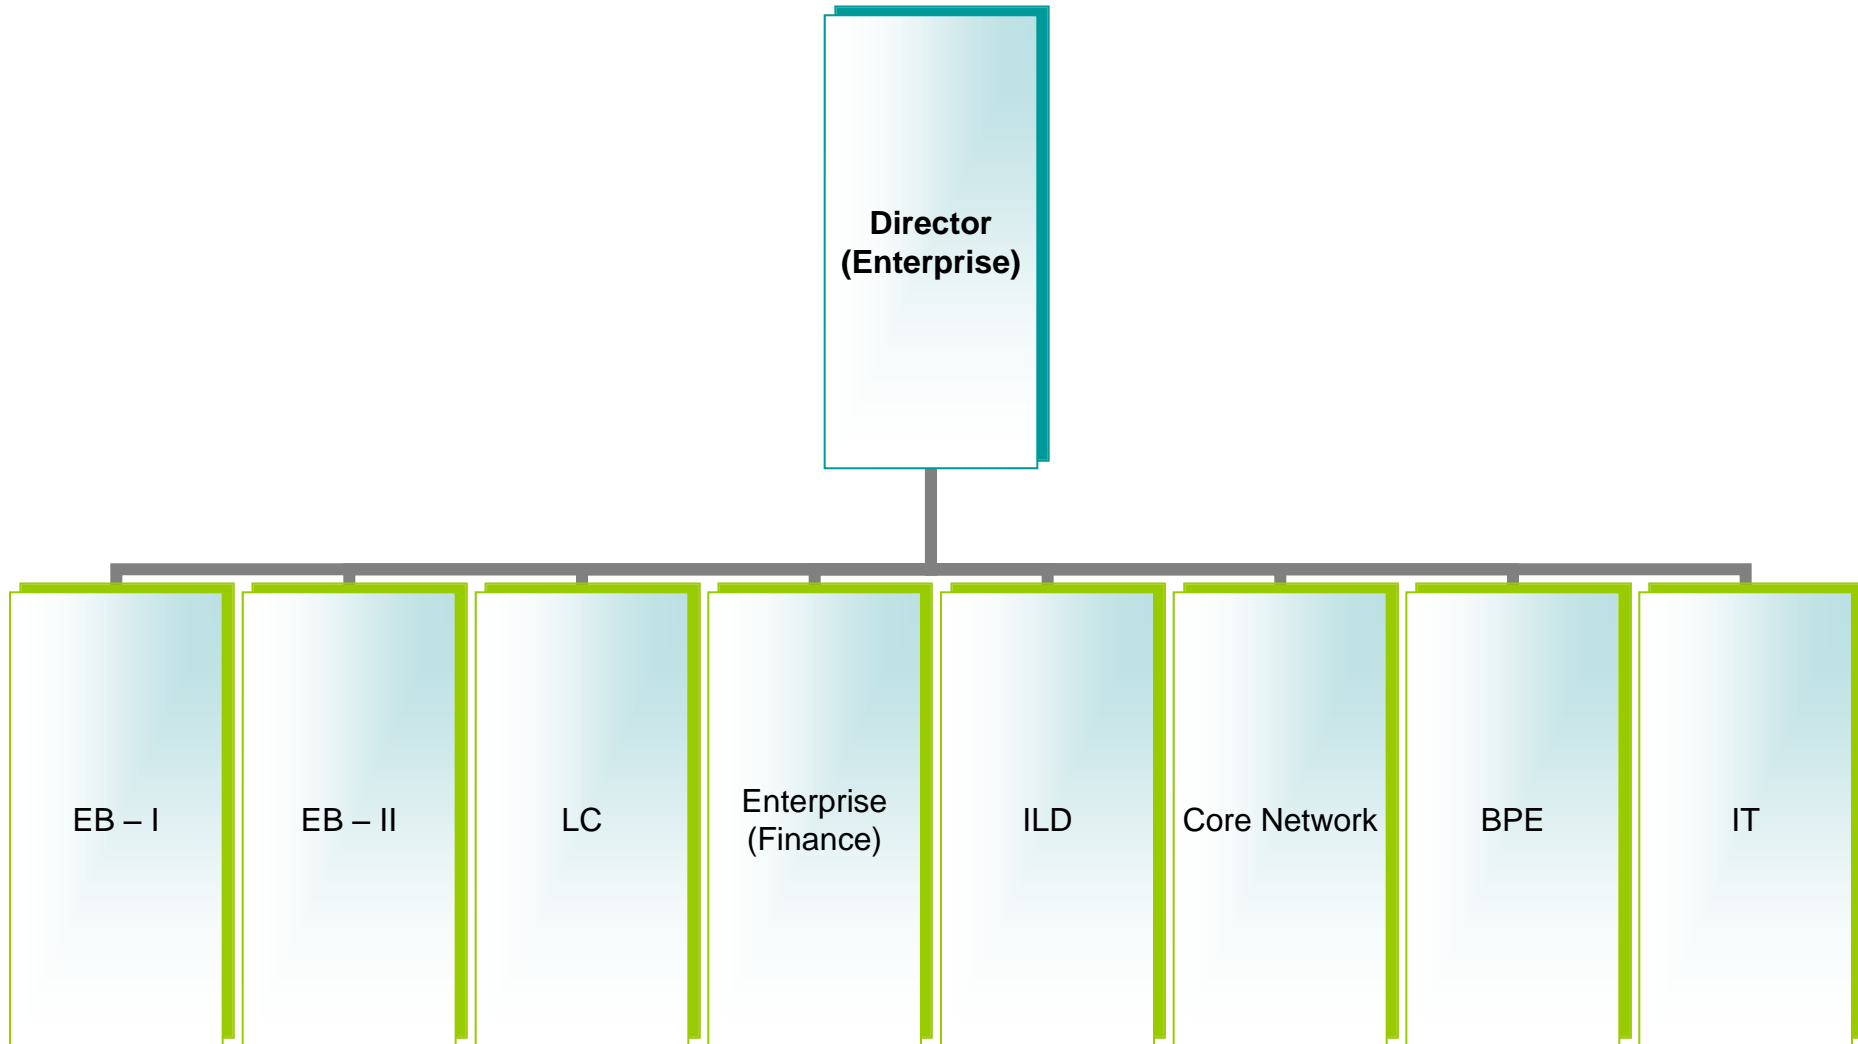 Director
(Enterprise)
EB – I
EB – II
LC
Enterprise
(Finance)
ILD
Core Network
BPE
IT